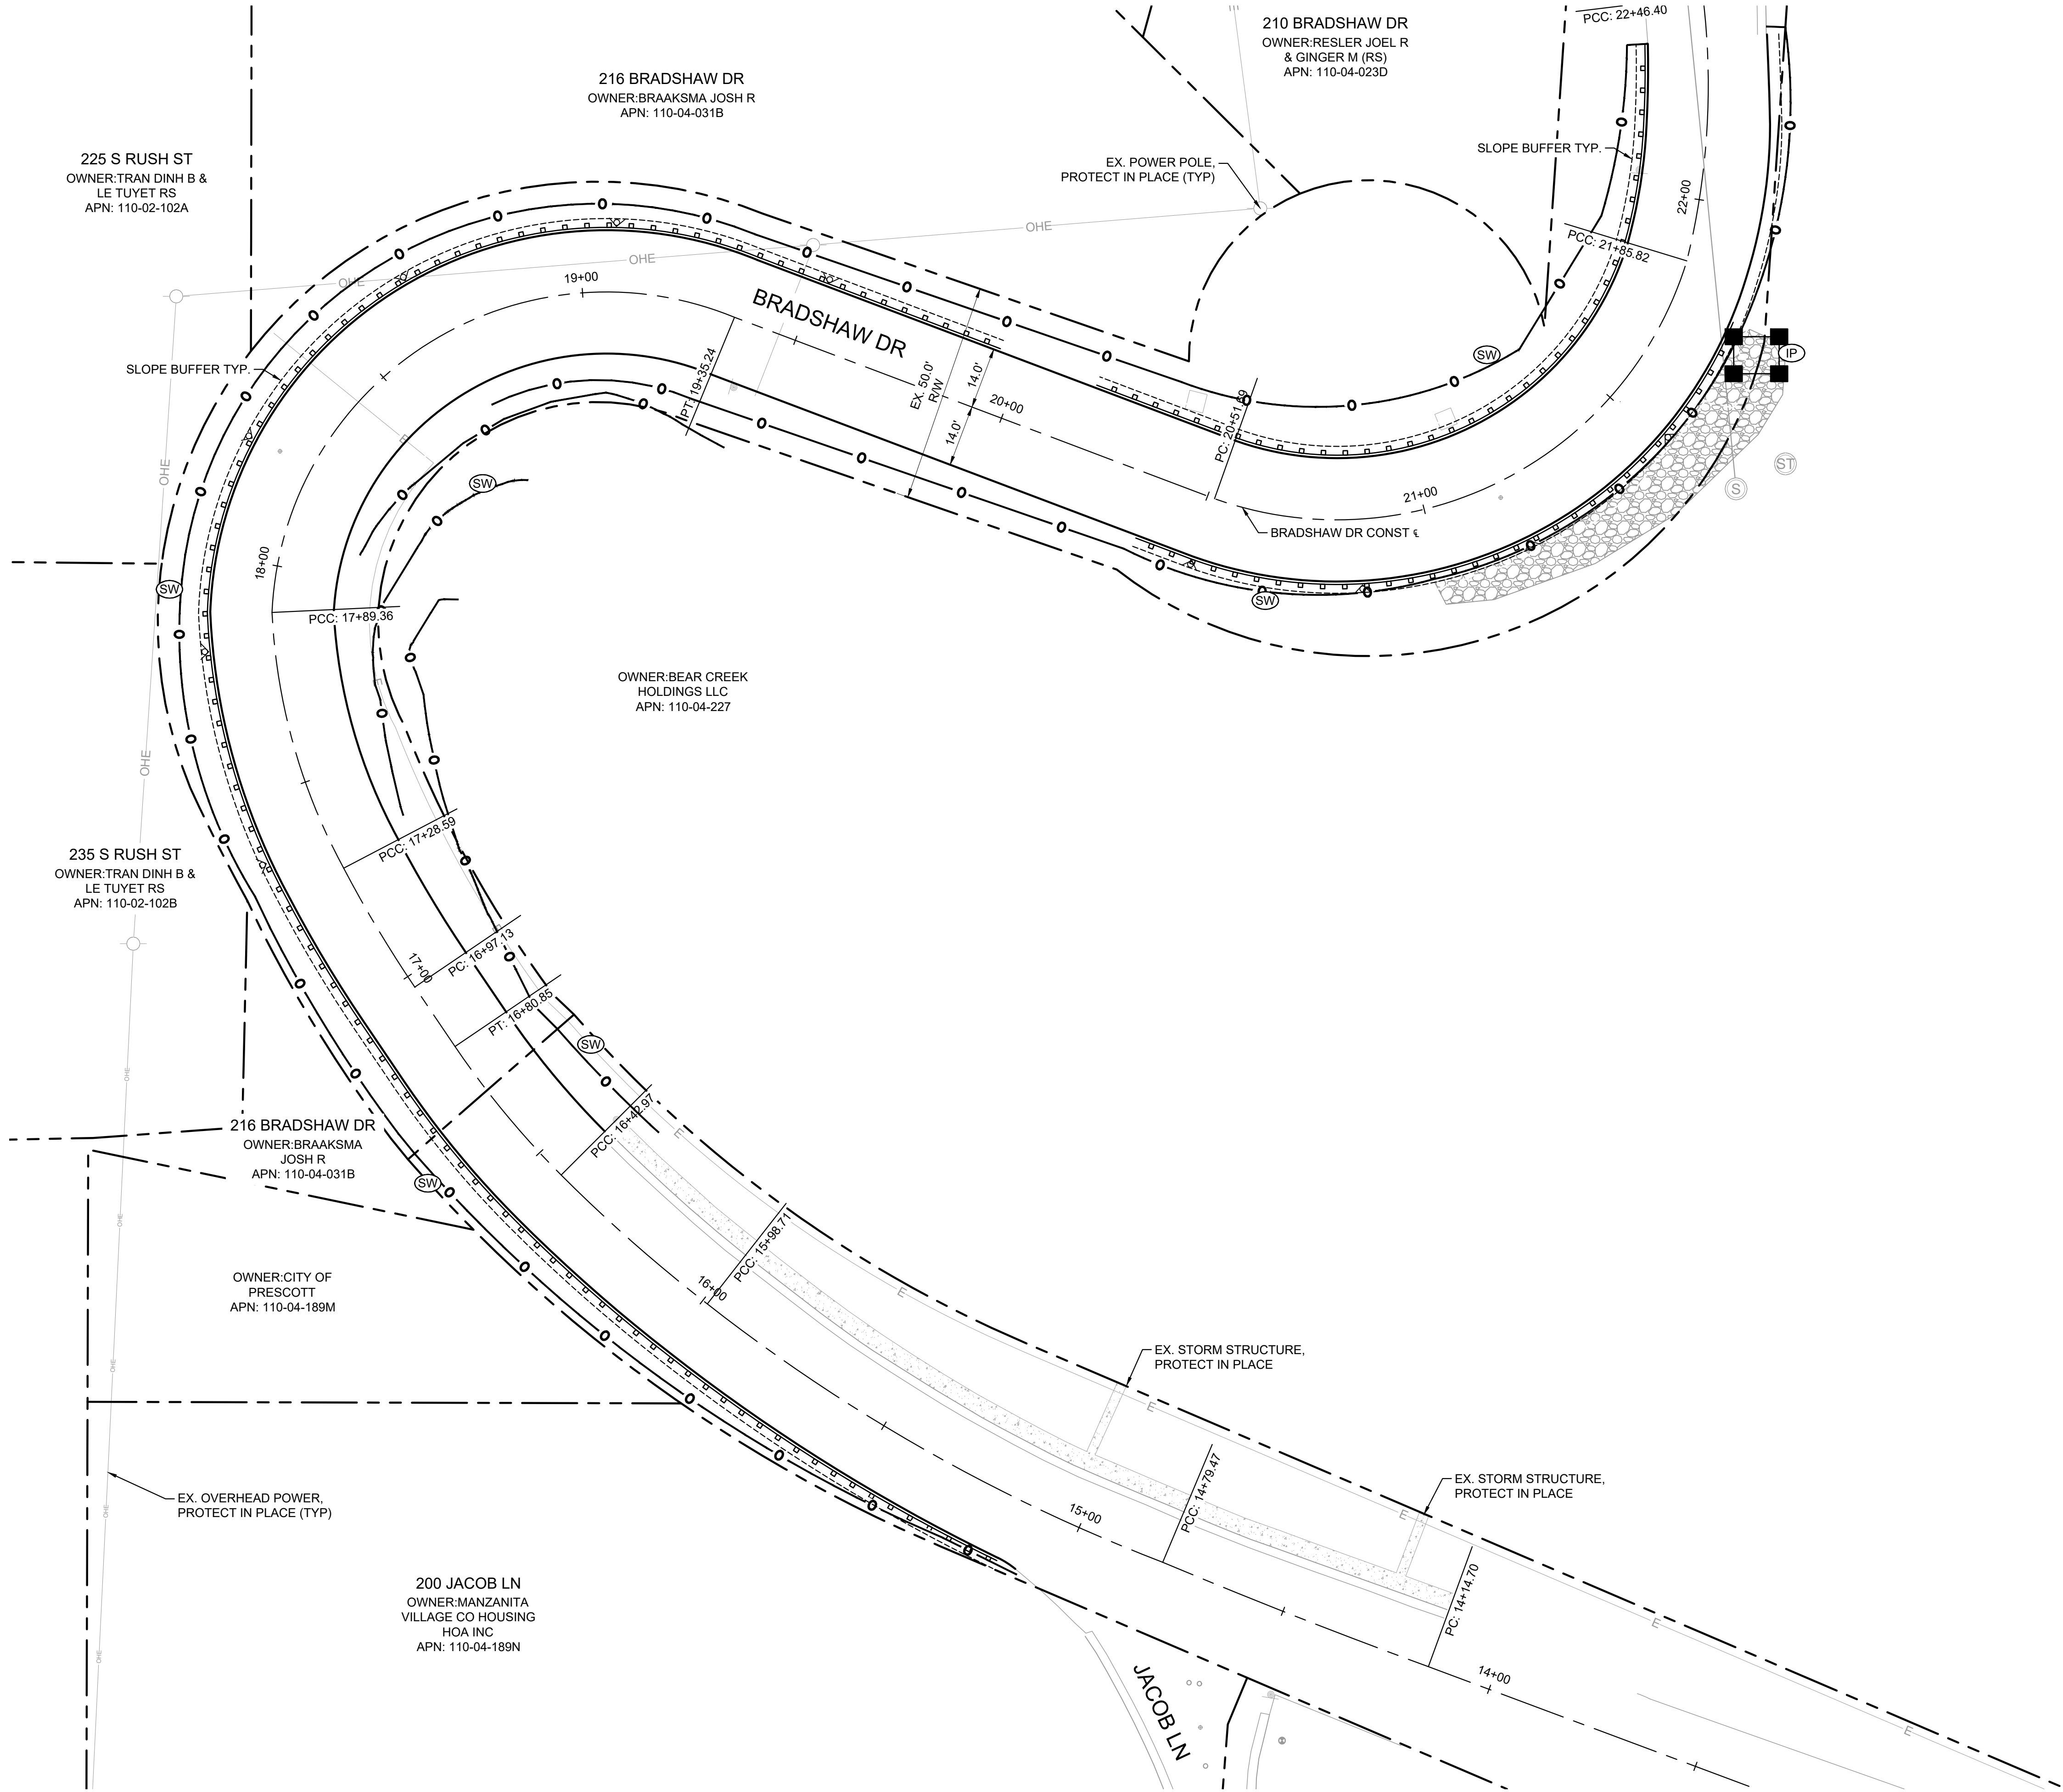 PCC: 22+46.40
210 BRADSHAW DR
OWNER:RESLER JOEL R
& GINGER M (RS)
APN: 110-04-023D
216 BRADSHAW DR
OWNER:BRAAKSMA JOSH R
APN: 110-04-031B
225 S RUSH ST
OWNER:TRAN DINH B &
LE TUYET RS
APN: 110-02-102A
EX. POWER POLE,
PROTECT IN PLACE (TYP)
SLOPE BUFFER TYP.
22+00
PCC: 21+85.82
OHE
OHE
OHE
19+00
BRADSHAW DR
SLOPE BUFFER TYP.
PT: 19+35.24
EX. 50.0'
R/W
14.0'
14.0'
20+00
PC: 20+51.69
SW
IP
ST
S
21+00
BRADSHAW DR CONST ℄
SW
OHE
18+00
SW
SW
PCC: 17+89.36
OWNER:BEAR CREEK
HOLDINGS LLC
APN: 110-04-227
E
OHE
PCC: 17+28.59
235 S RUSH ST
OWNER:TRAN DINH B &
LE TUYET RS
APN: 110-02-102B
17+00
PC: 16+97.13
PT: 16+80.85
SW
OHE
PCC: 16+42.97
E
216 BRADSHAW DR
OWNER:BRAAKSMA
JOSH R
APN: 110-04-031B
SW
OHE
PCC: 15+98.71
16+00
OWNER:CITY OF
PRESCOTT
APN: 110-04-189M
E
OHE
EX. STORM STRUCTURE,
PROTECT IN PLACE
E
PCC: 14+79.47
EX. STORM STRUCTURE,
PROTECT IN PLACE
E
15+00
EX. OVERHEAD POWER,
PROTECT IN PLACE (TYP)
OHE
PC: 14+14.70
200 JACOB LN
OWNER:MANZANITA
VILLAGE CO HOUSING
HOA INC
APN: 110-04-189N
OHE
E
14+00
JACOB LN
E